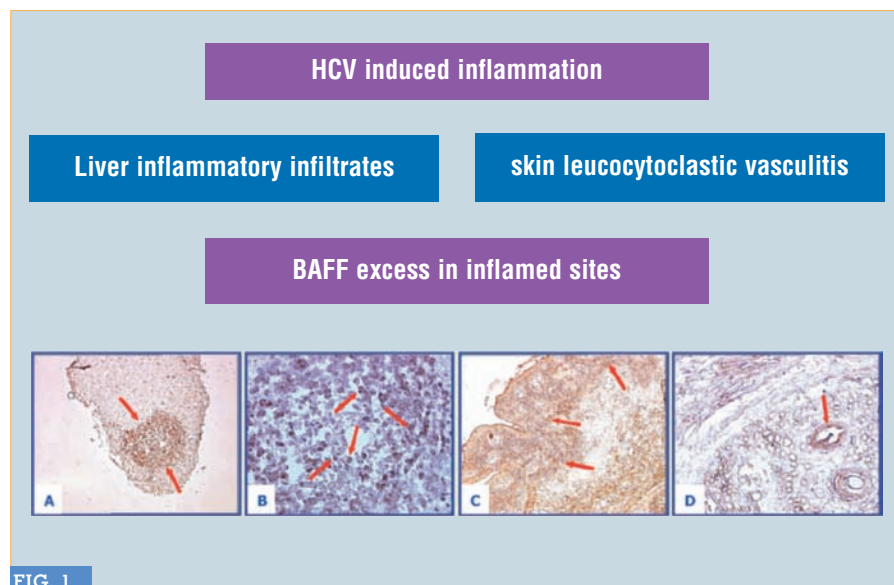 HCV induced inflammation
Liver inflammatory infiltrates
skin leucocytoclastic vasculitis
BAFF excess in inflamed sites
A
B
C
D
FIG. 1